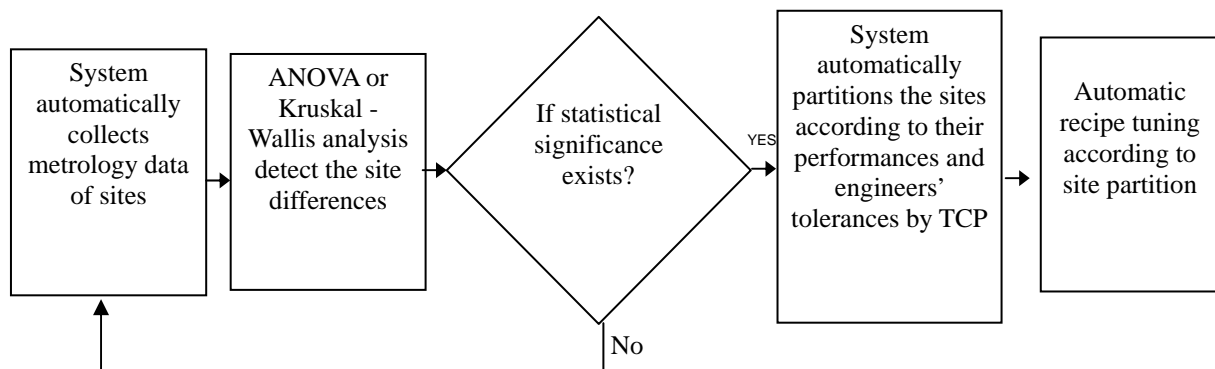 System
automatically
collects
metrology data
of sites
ANOVA or
Kruskal -
Wallis analysis
detect the site
differences
If statistical
significance
exists?
YES
No
System
automatically
partitions the sites
according to their
performances and
engineers’
tolerances by TCP
Automatic
recipe tuning
according to
site partition